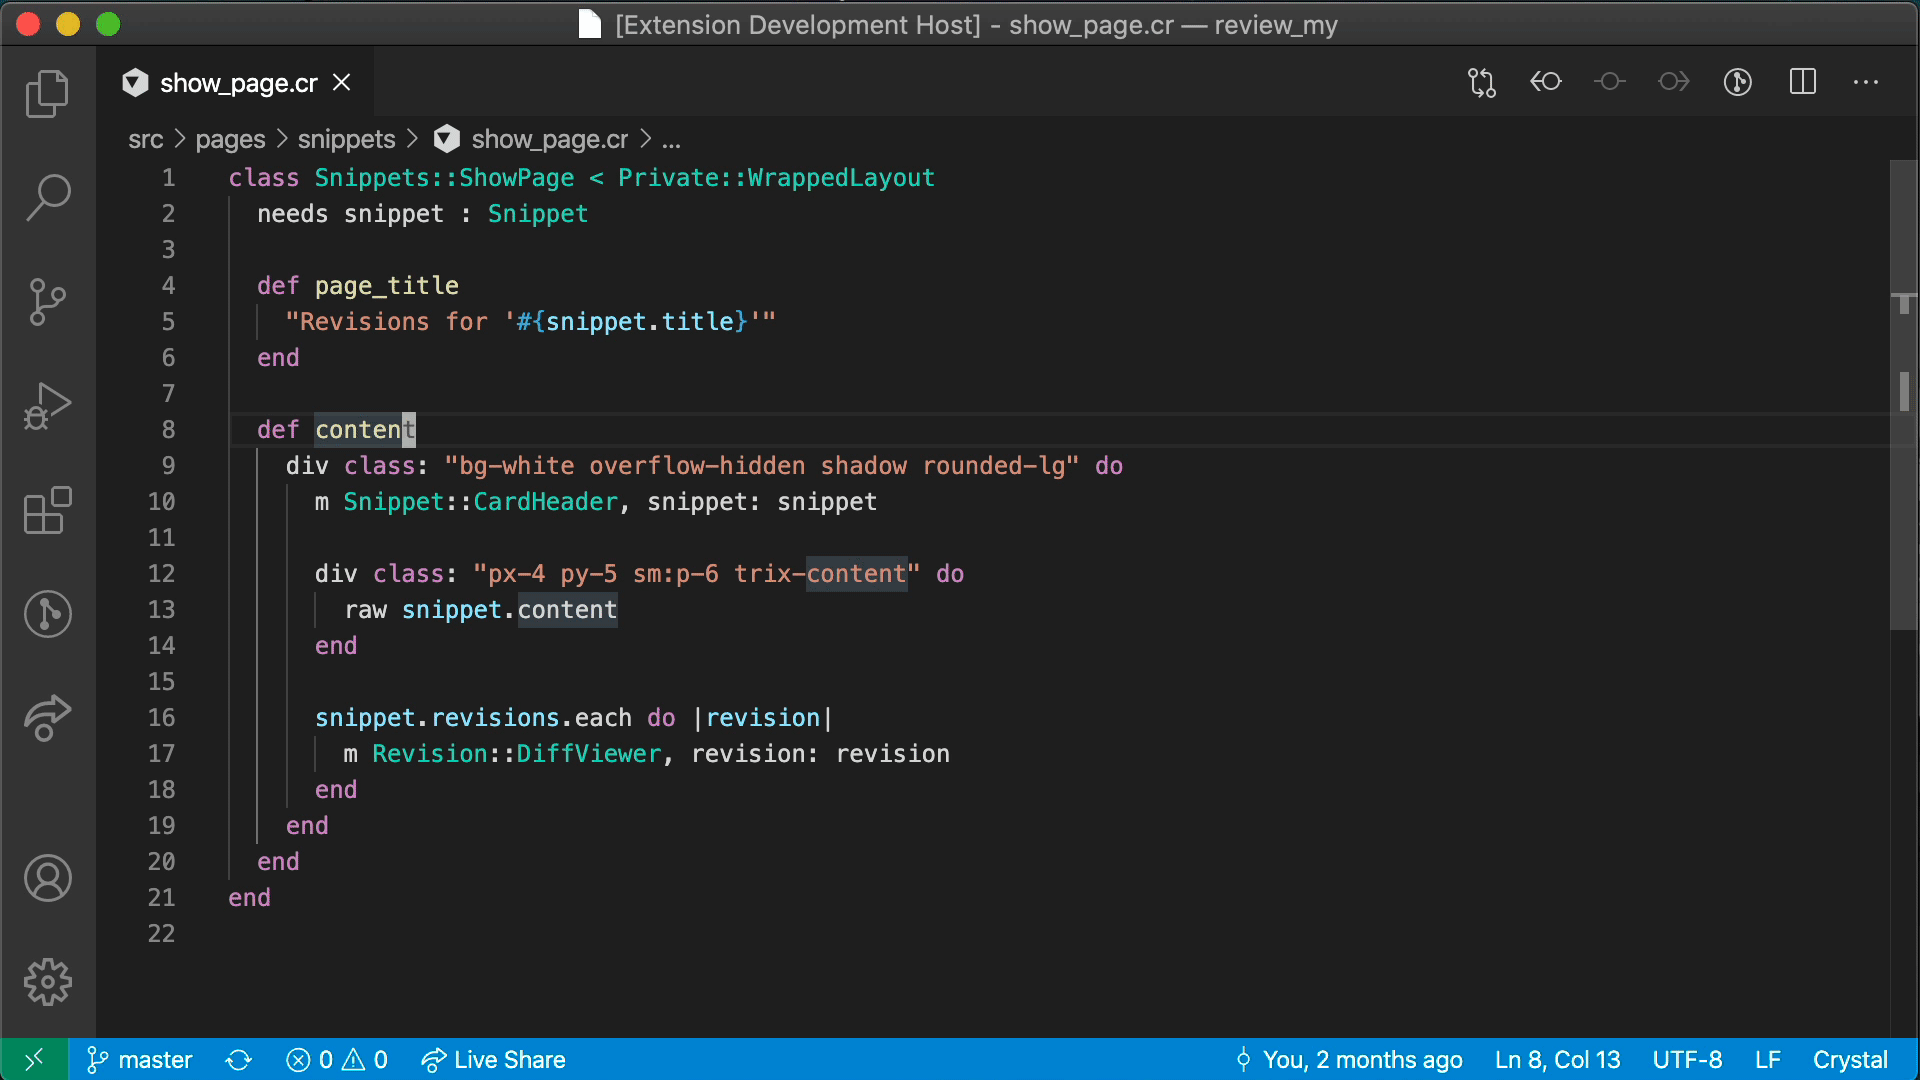 [Extension Development Host] - show_page.cr — review_my
show_page.cr
src > pages > snippets > show_page.cr > ...
1 class Snippets::ShowPage < Private::WrappedLayout
2   needs snippet : Snippet
3
4   def page_title
5     "Revisions for '#{snippet.title}'"
6   end
7
8   def content
9     div class: "bg-white overflow-hidden shadow rounded-lg" do
10       m Snippet::CardHeader, snippet: snippet
11
12       div class: "px-4 py-5 sm:p-6 trix-content" do
13         raw snippet.content
14       end
15
16       snippet.revisions.each do |revision|
17         m Revision::DiffViewer, revision: revision
18       end
19     end
20   end
21 end
22
master 0 0 Live Share You, 2 months ago Ln 8, Col 13 UTF-8 LF Crystal